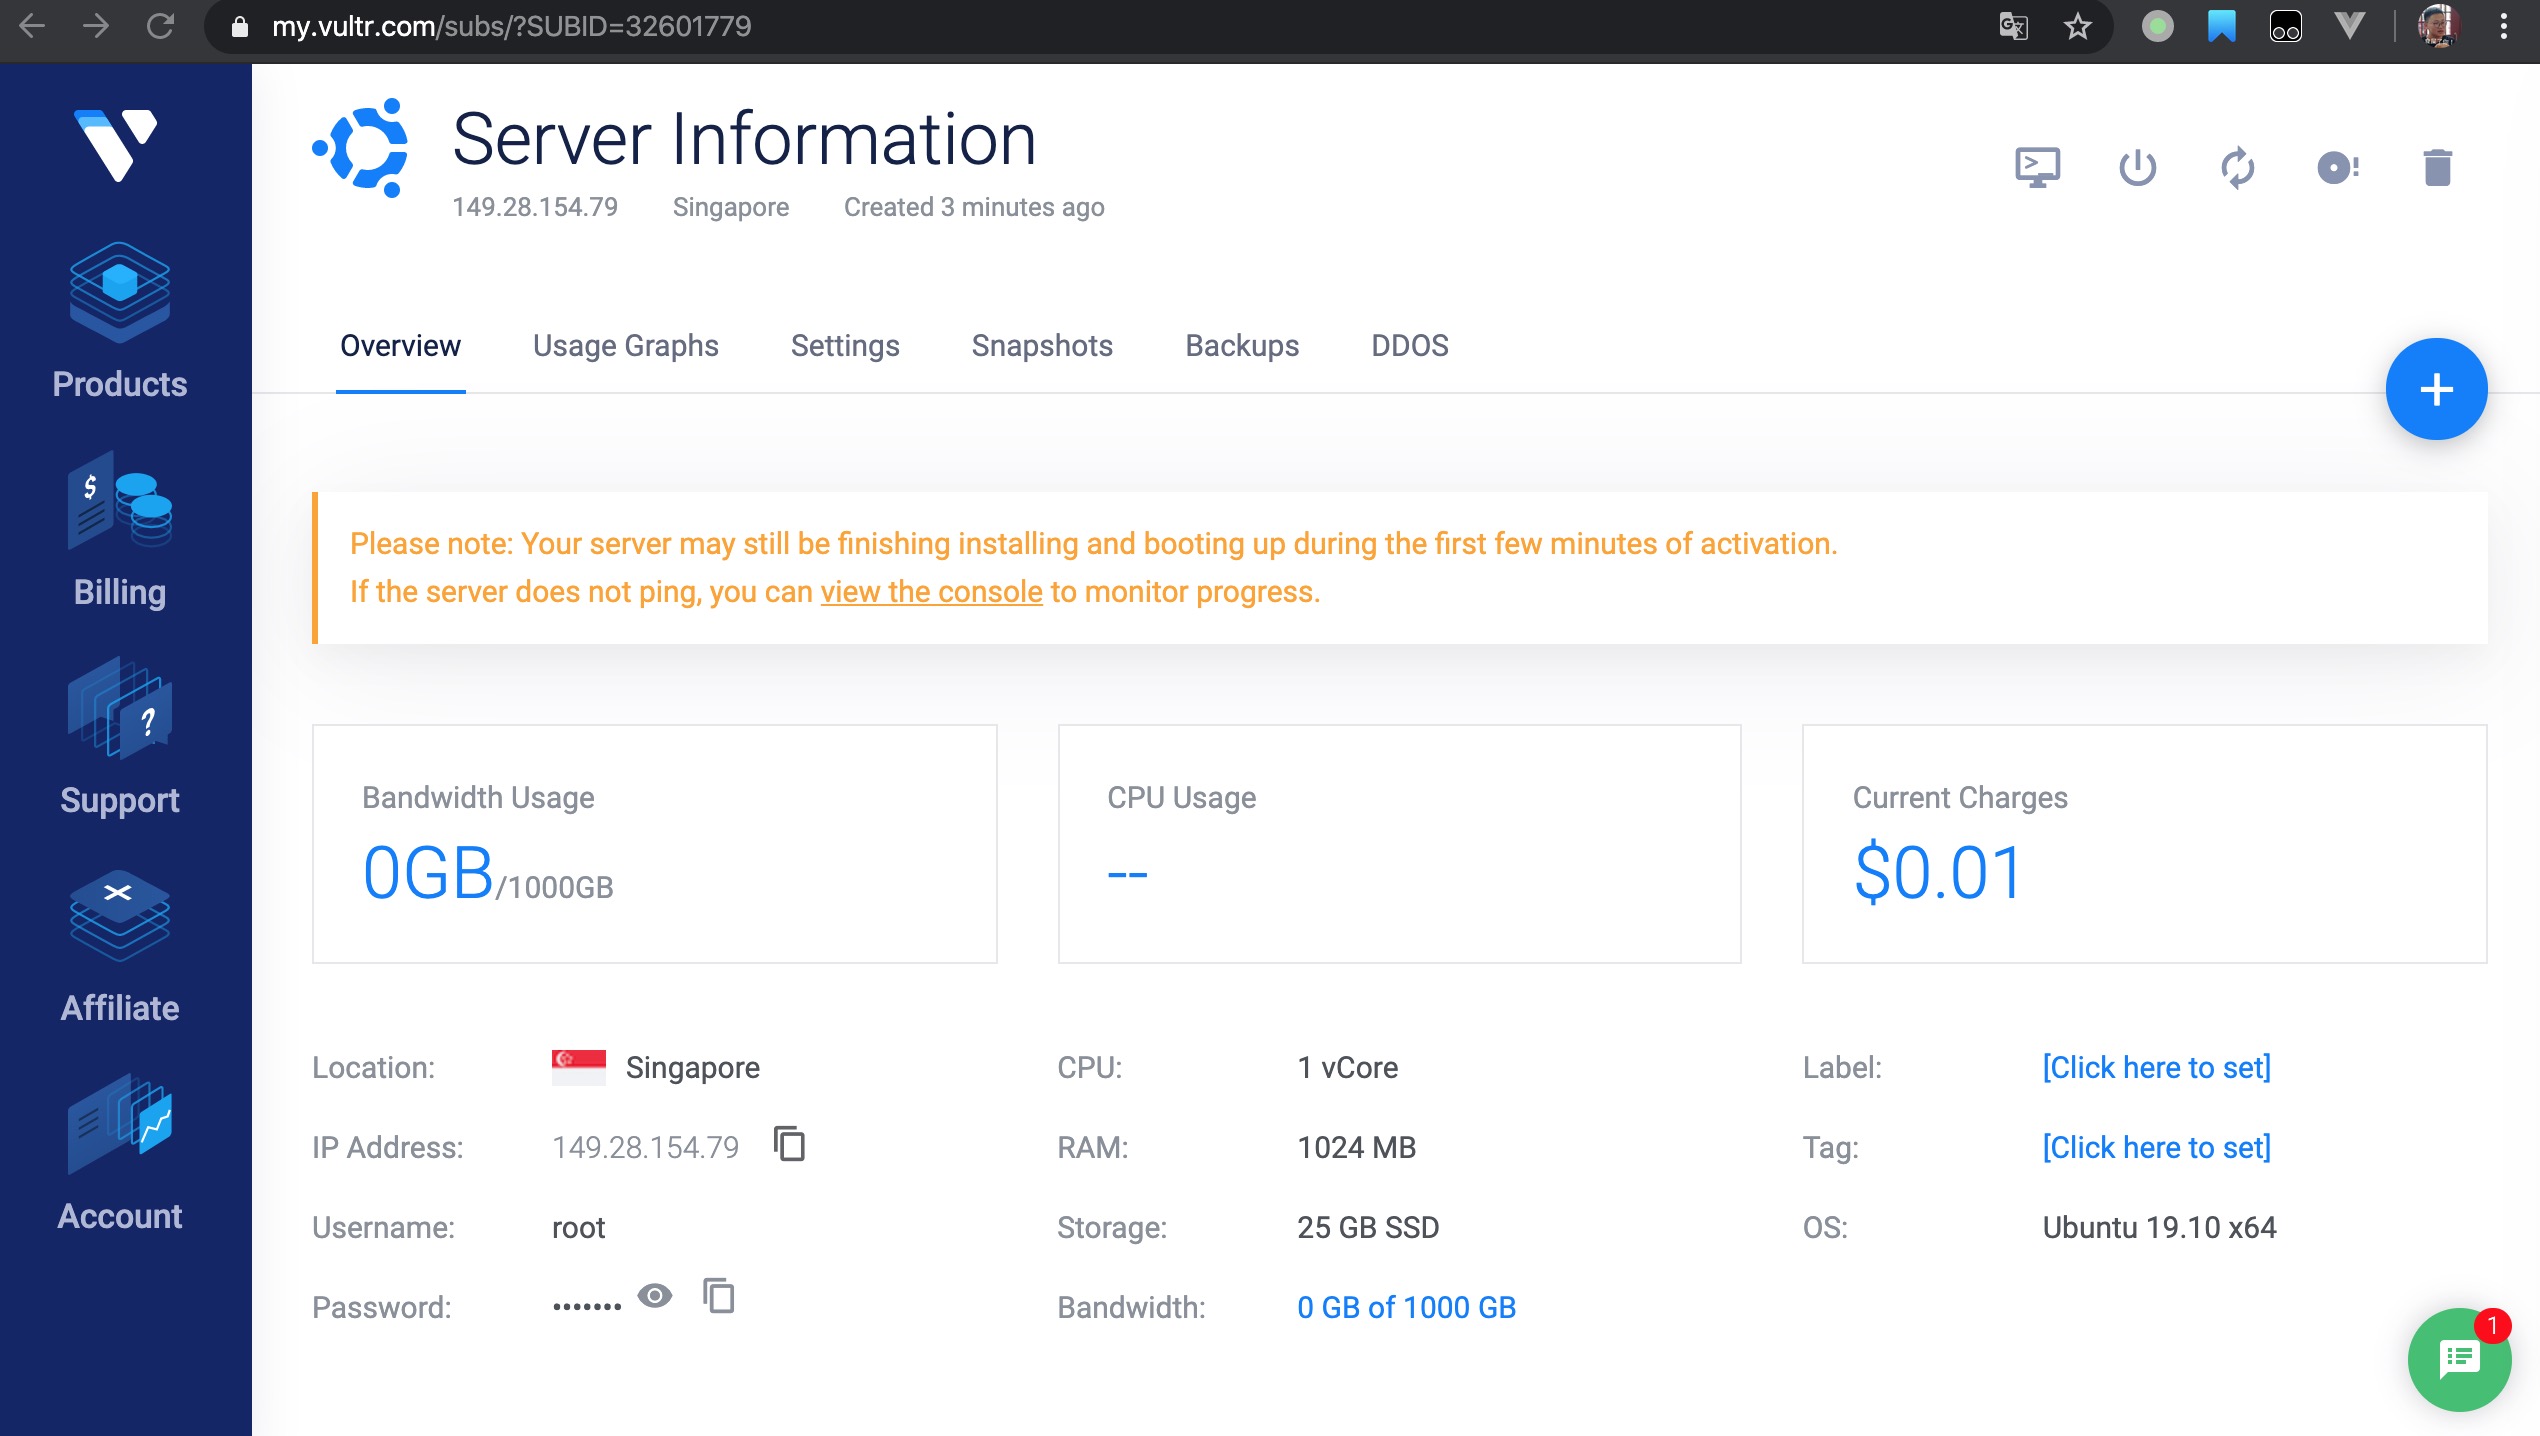 my.vultr.com/subs/?SUBID=32601779
Server Information
149.28.154.79 Singapore Created 3 minutes ago
Products
Billing
Support
Affiliate
Account
Overview Usage Graphs Settings Snapshots Backups DDOS
+
Please note: Your server may still be finishing installing and booting up during the first few minutes of activation.
If the server does not ping, you can view the console to monitor progress.
Bandwidth Usage
0GB/1000GB
CPU Usage
--
Current Charges
$0.01
Location: Singapore
IP Address: 149.28.154.79
Username: root
Password: •••••••
CPU: 1 vCore
RAM: 1024 MB
Storage: 25 GB SSD
Bandwidth: 0 GB of 1000 GB
Label: [Click here to set]
Tag: [Click here to set]
OS: Ubuntu 19.10 x64
1